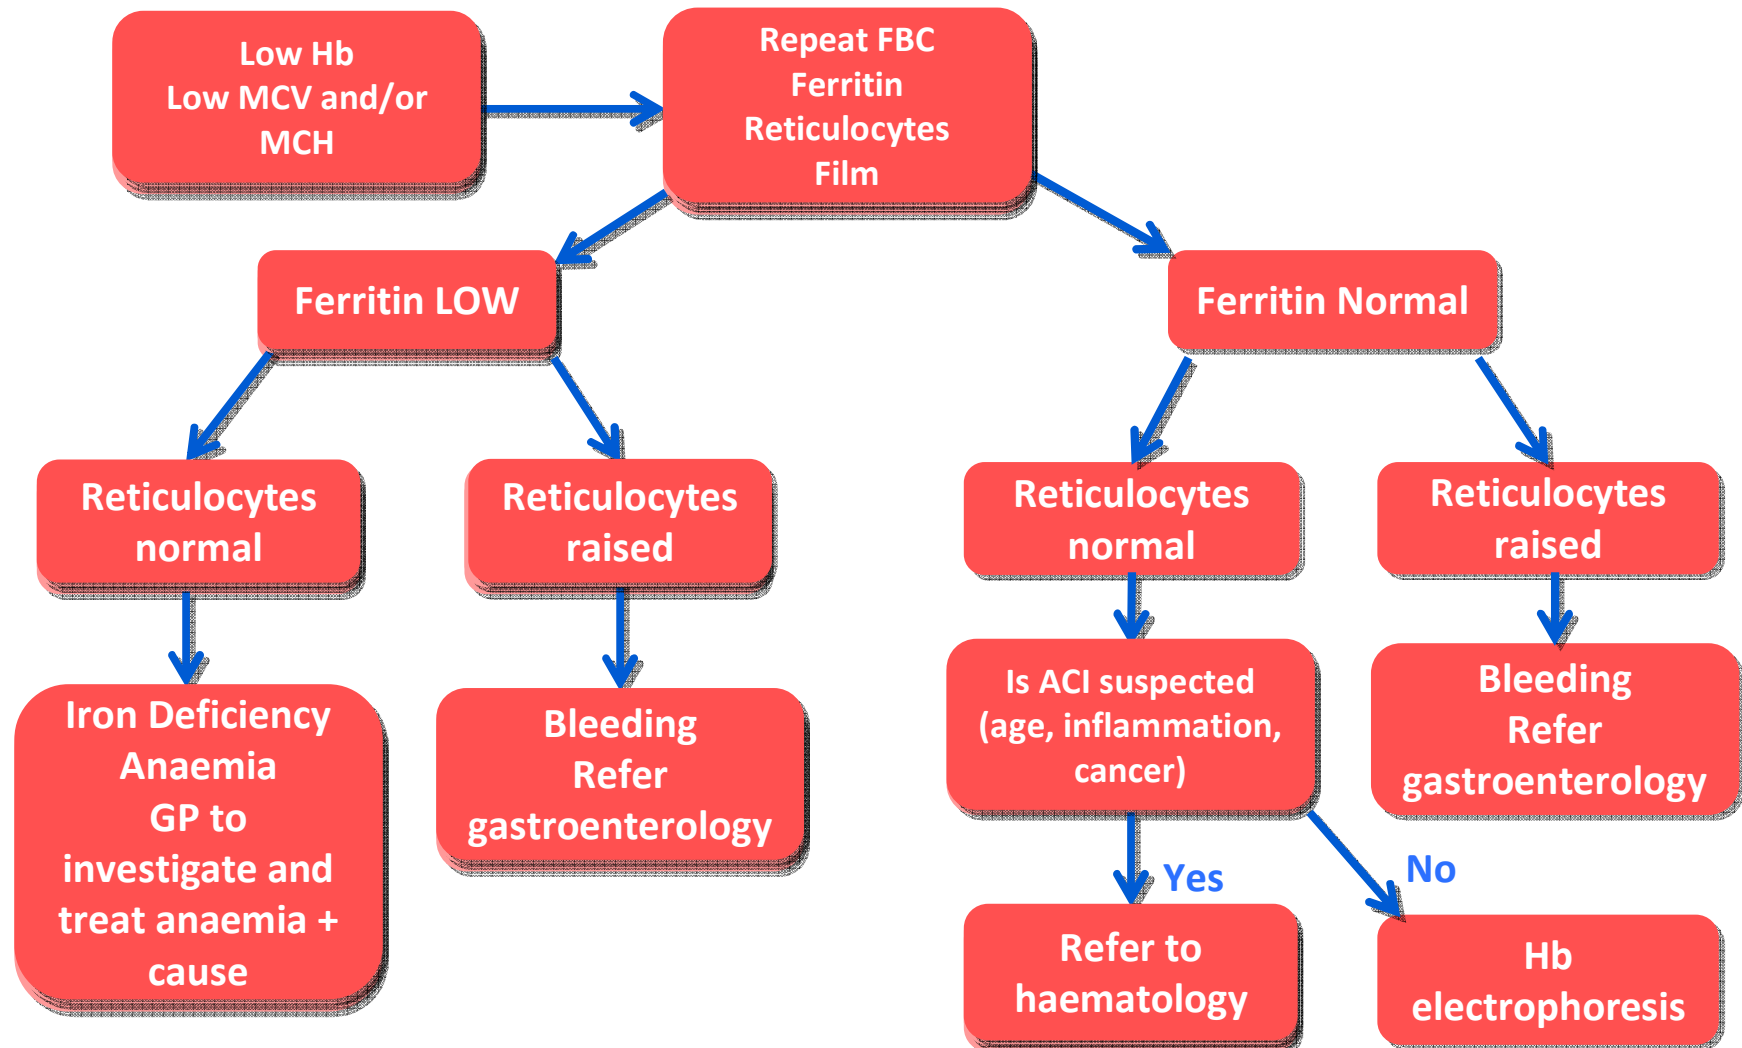 Low Hb
Low MCV and/or
MCH
Repeat FBC
Ferritin
Reticulocytes
Film
Ferritin LOW
Ferritin Normal
Reticulocytes
normal
Reticulocytes
raised
Reticulocytes
normal
Reticulocytes
raised
Iron Deficiency
Anaemia
GP to
investigate and
treat anaemia +
cause
Bleeding
Refer
gastroenterology
Is ACI suspected
(age, inflammation,
cancer)
Bleeding
Refer
gastroenterology
Yes
No
Refer to
haematology
Hb
electrophoresis